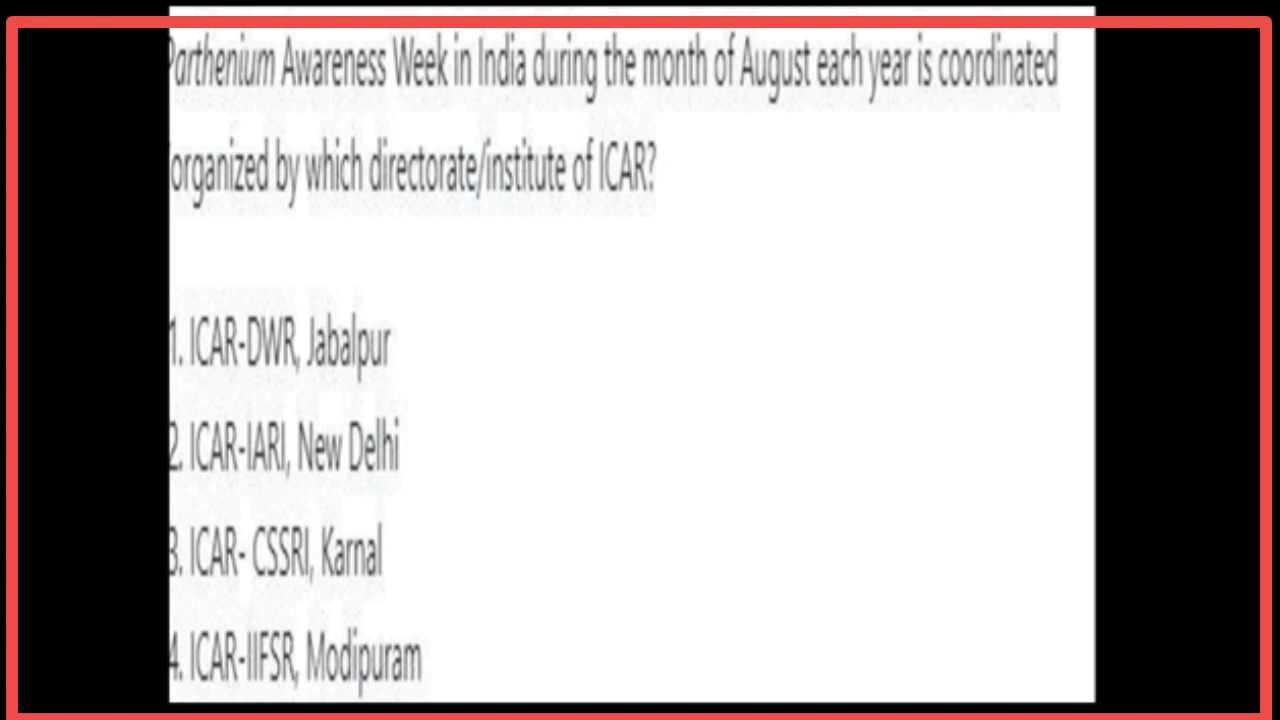 Parthenium Awareness Week in India during the month of August each year is coordinated
organized by which directorate/institute of ICAR?
1. ICAR-DWR, Jabalpur
2. ICAR-IARI, New Delhi
3. ICAR- CSSRI, Karnal
4. ICAR-IIFSR, Modipuram